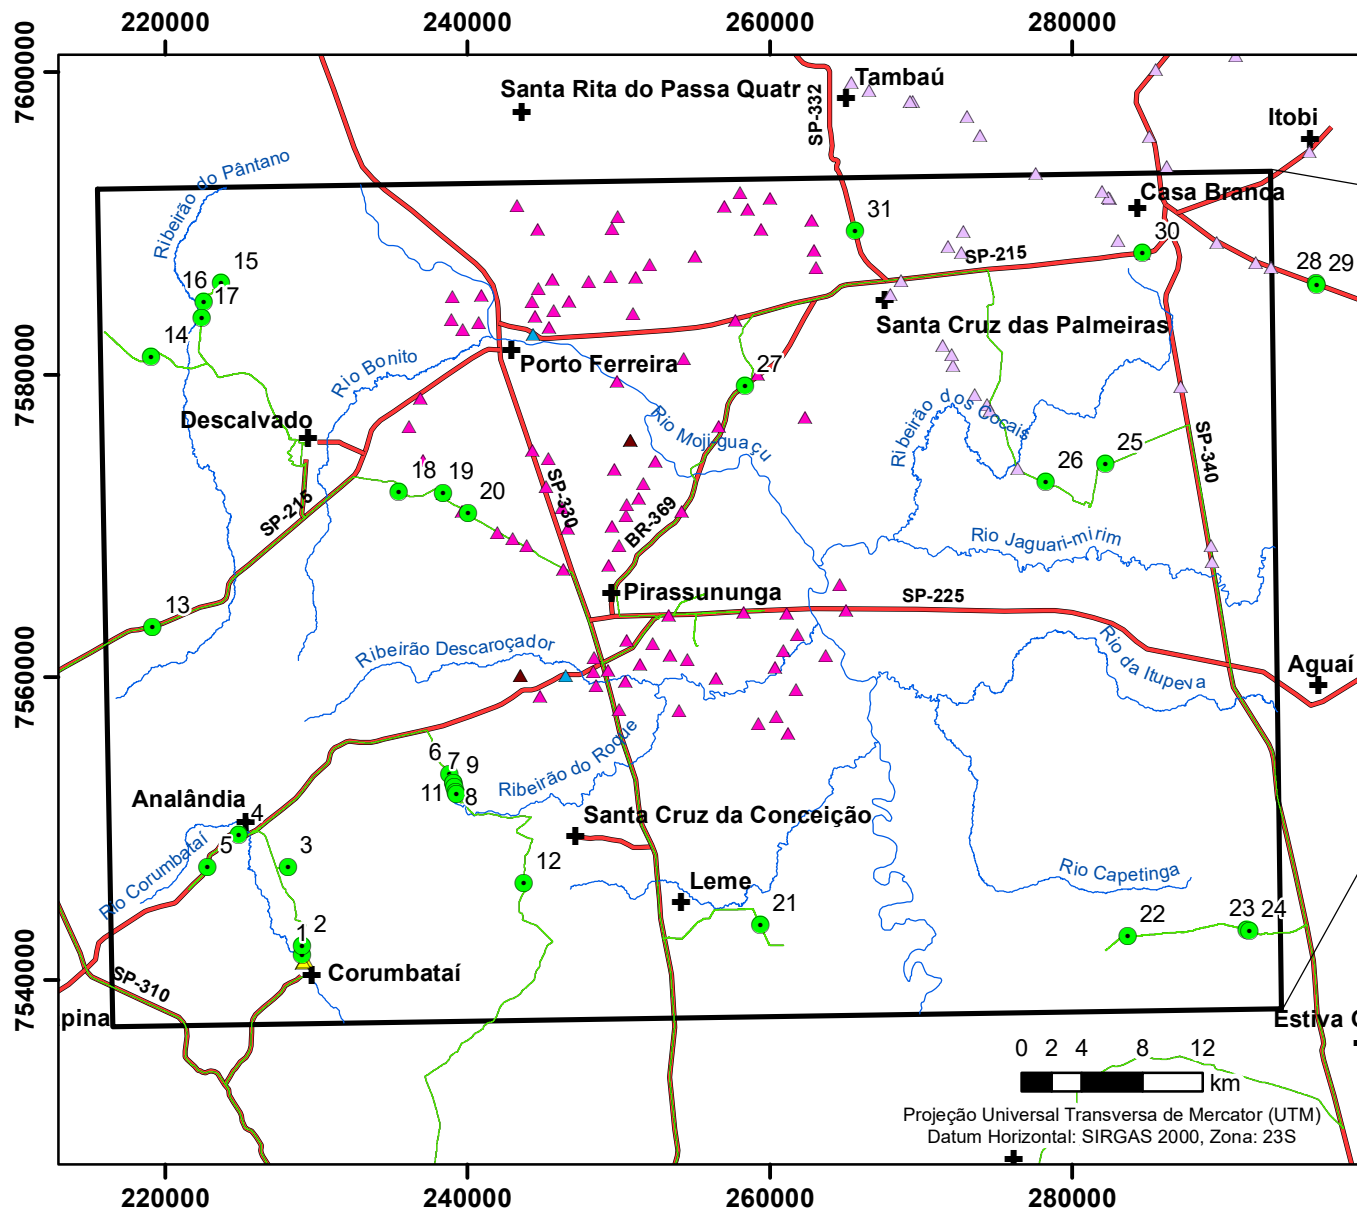 220000 240000 260000 280000
7600000
7580000
7560000
7540000
Santa Rita do Passa Quatr
Tambaú
SP-332
Itobi
Ribeirão do Pântano
Casa Branca
31
30
SP-215
15
16
17
28 29
14
Santa Cruz das Palmeiras
Rio Bonito
Porto Ferreira
27
Descalvado
Rio Mojiguaçu
Ribeirão dos Cocais
SP-340
25
26
18 19
20
SP-330
SP-215
BR-369
Rio Jaguari-mirim
Pirassununga
SP-225
13
Ribeirão Descaroçador
Rio da Itupeva
Aguaí
6 7 9
11 8
Ribeirão do Roque
Analândia
4
5
3
Santa Cruz da Conceição
Rio Corumbataí
12
Leme
Rio Capetinga
21
22
23 24
1 2
Corumbataí
SP-310
pina
Estiva G
0 2 4 8 12
km
Projeção Universal Transversa de Mercator (UTM)
Datum Horizontal: SIRGAS 2000, Zona: 23S
220000 240000 260000 280000